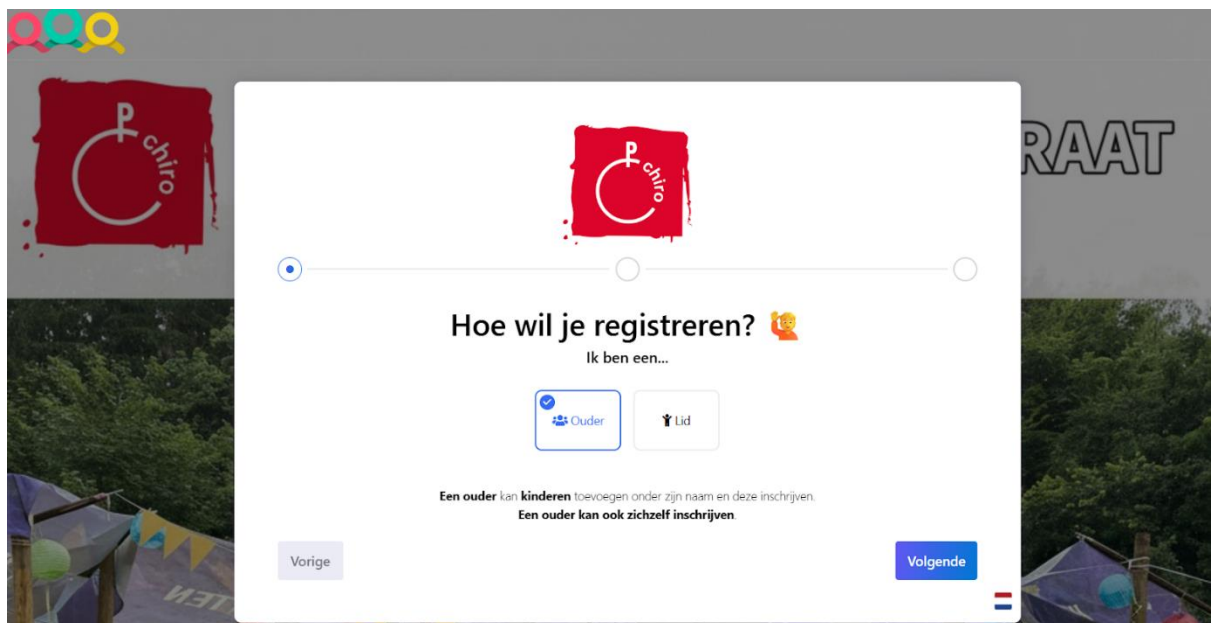 P
chiro
RAAT
P
chiro
Hoe wil je registreren?
Ik ben een...
Ouder
Lid
Een ouder kan kinderen toevoegen onder zijn naam en deze inschrijven.
Een ouder kan ook zichzelf inschrijven.
Vorige
Volgende